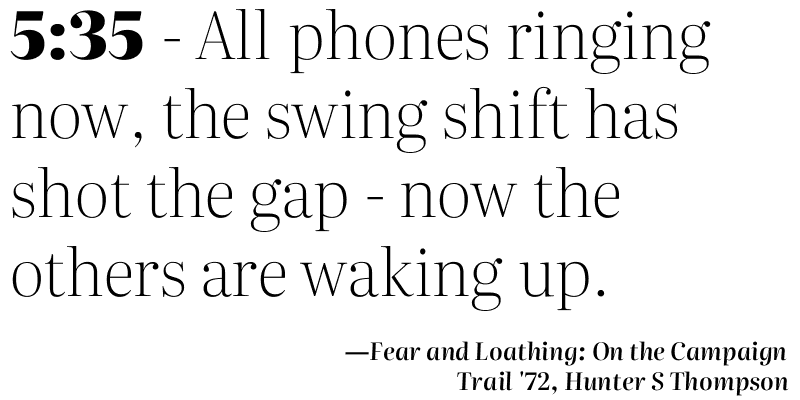 5:35 - All phones ringing
now, the swing shift has
shot the gap - now the
others are waking up.
—Fear and Loathing: On the Campaign
Trail '72, Hunter S Thompson